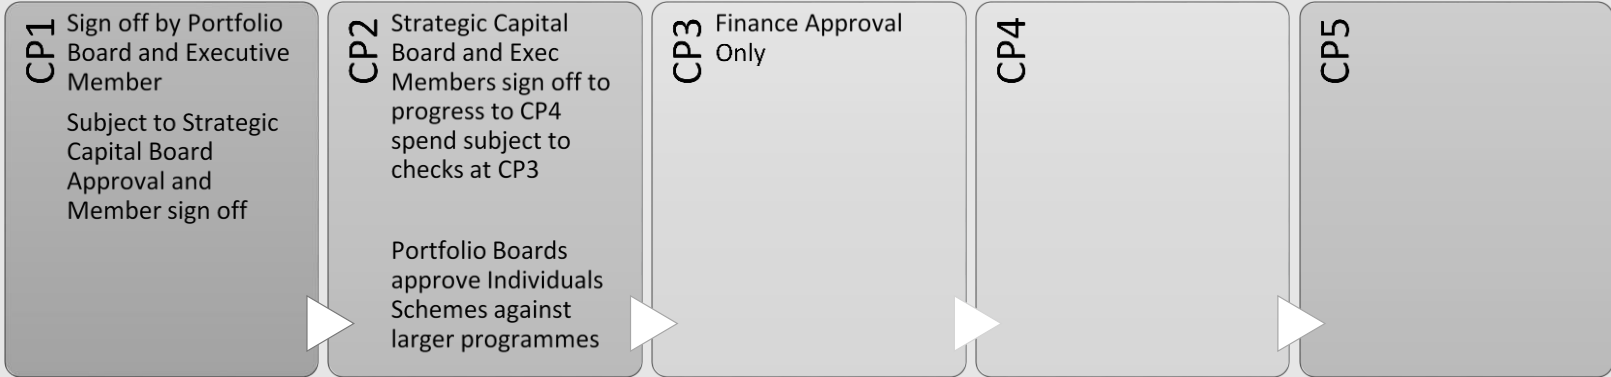 CP1
Sign off by Portfolio
Board and Executive
Member
Subject to Strategic
Capital Board
Approval and
Member sign off
CP2
Strategic Capital
Board and Exec
Members sign off to
progress to CP4
spend subject to
checks at CP3
Portfolio Boards
approve Individuals
Schemes against
larger programmes
CP3
Finance Approval
Only
CP4
CP5